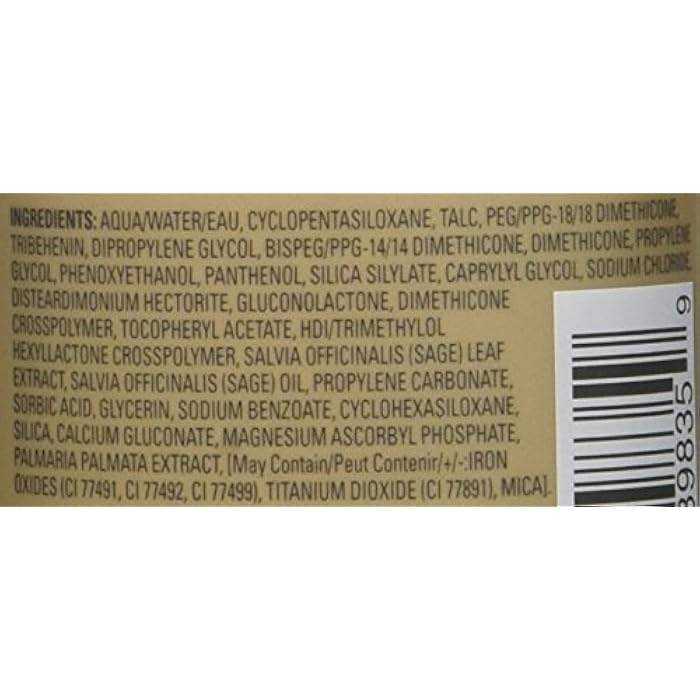 INGREDIENTS: AQUA/WATER/EAU, CYCLOPENTASILOXANE, TALC, PEG/PPG-18/18 DIMETHICONE,
TRIBEHENIN, DIPROPYLENE GLYCOL, BISPEG/PPG-14/14 DIMETHICONE, DIMETHICONE, PROPYLENE
GLYCOL, PHENOXYETHANOL, PANTHENOL, SILICA SILYLATE, CAPRYLYL GLYCOL, SODIUM CHLORIDE
DISTEARDIMONIUM HECTORITE, GLUCONOLACTONE, DIMETHICONE
CROSSPOLYMER, TOCOPHERYL ACETATE, HDI/TRIMETHYLOL
HEXYLLACTONE CROSSPOLYMER, SALVIA OFFICINALIS (SAGE) LEAF
EXTRACT, SALVIA OFFICINALIS (SAGE) OIL, PROPYLENE CARBONATE,
SORBIC ACID, GLYCERIN, SODIUM BENZOATE, CYCLOHEXASILOXANE,
SILICA, CALCIUM GLUCONATE, MAGNESIUM ASCORBYL PHOSPHATE,
PALMARIA PALMATA EXTRACT, [May Contain/Peut Contenir/+/-:IRON
OXIDES (CI 77491, CI 77492, CI 77499), TITANIUM DIOXIDE (CI 77891), MICA].
39835 9